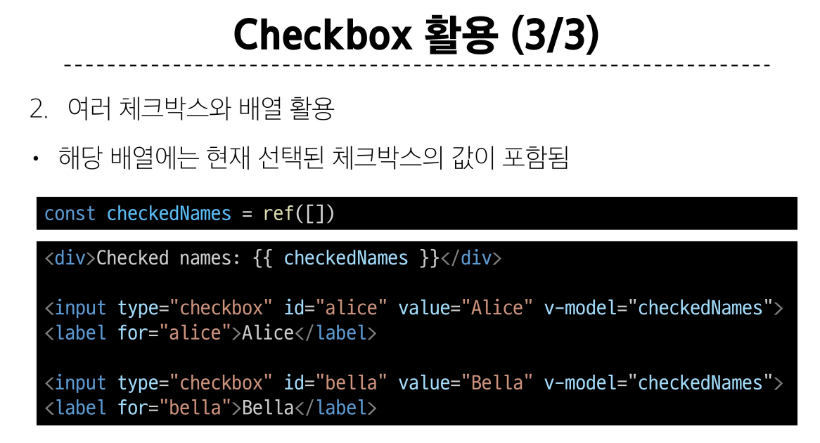 Checkbox 활용 (3/3)
2. 여러 체크박스와 배열 활용
• 해당 배열에는 현재 선택된 체크박스의 값이 포함됨
const checkedNames = ref([])
<div>Checked names: {{ checkedNames }}</div>
<input type="checkbox" id="alice" value="Alice" v-model="checkedNames">
<label for="alice">Alice</label>
<input type="checkbox" id="bella" value="Bella" v-model="checkedNames">
<label for="bella">Bella</label>